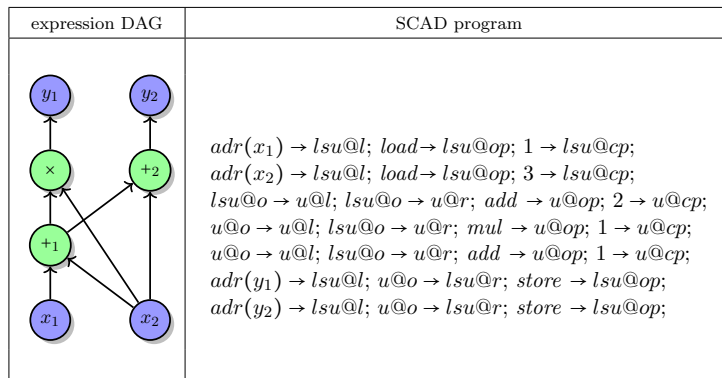 expression DAG
SCAD program
y₁ y₂
× +₂
+₁
x₁ x₂
adr(x₁) → lsu@l; load → lsu@op; 1 → lsu@cp;
adr(x₂) → lsu@l; load → lsu@op; 3 → lsu@cp;
lsu@o → u@l; lsu@o → u@r; add → u@op; 2 → u@cp;
u@o → u@l; lsu@o → u@r; mul → u@op; 1 → u@cp;
u@o → u@l; lsu@o → u@r; add → u@op; 1 → u@cp;
adr(y₁) → lsu@l; u@o → lsu@r; store → lsu@op;
adr(y₂) → lsu@l; u@o → lsu@r; store → lsu@op;